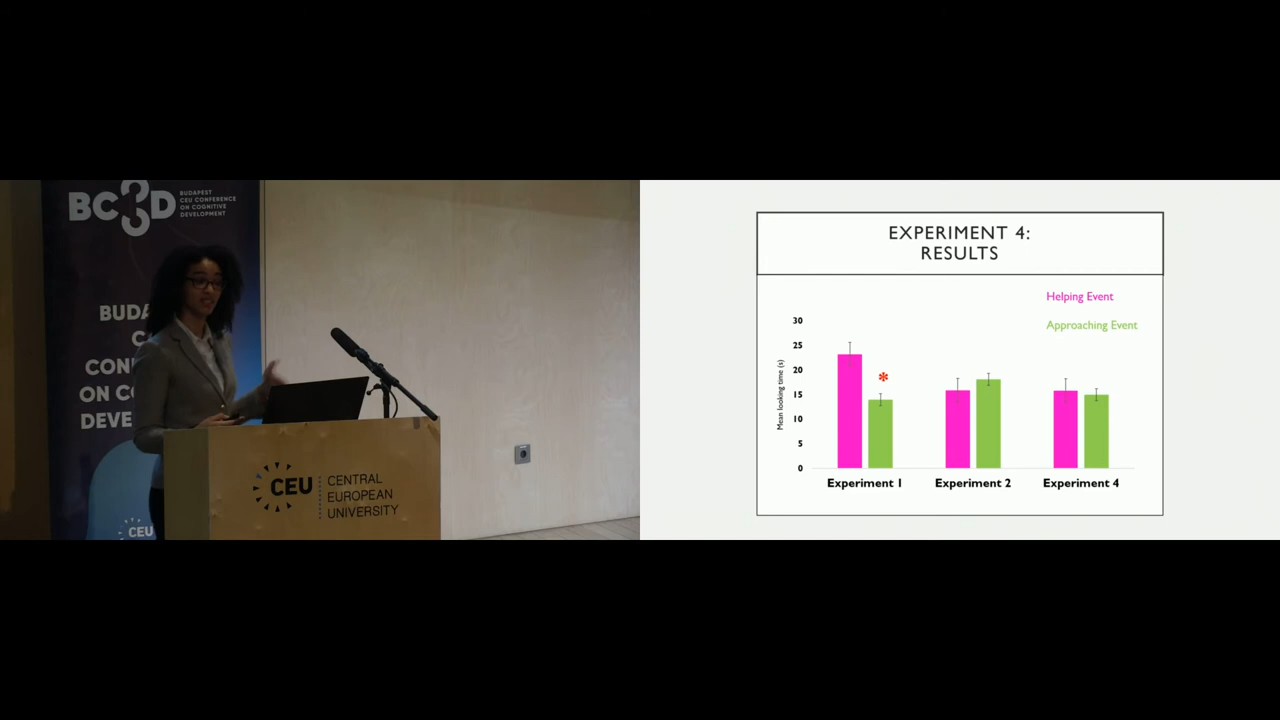 BC3D
BUDAPEST
CEU CONFERENCE
ON COGNITIVE
DEVELOPMENT
BUDA
C
CON
ON CO
DEVE
CEU
CEU
CENTRAL
EUROPEAN
UNIVERSITY
EXPERIMENT 4:
RESULTS
Helping Event
Approaching Event
Mean looking time (s)
30
25
20
15
10
5
0
*
Experiment 1
Experiment 2
Experiment 4